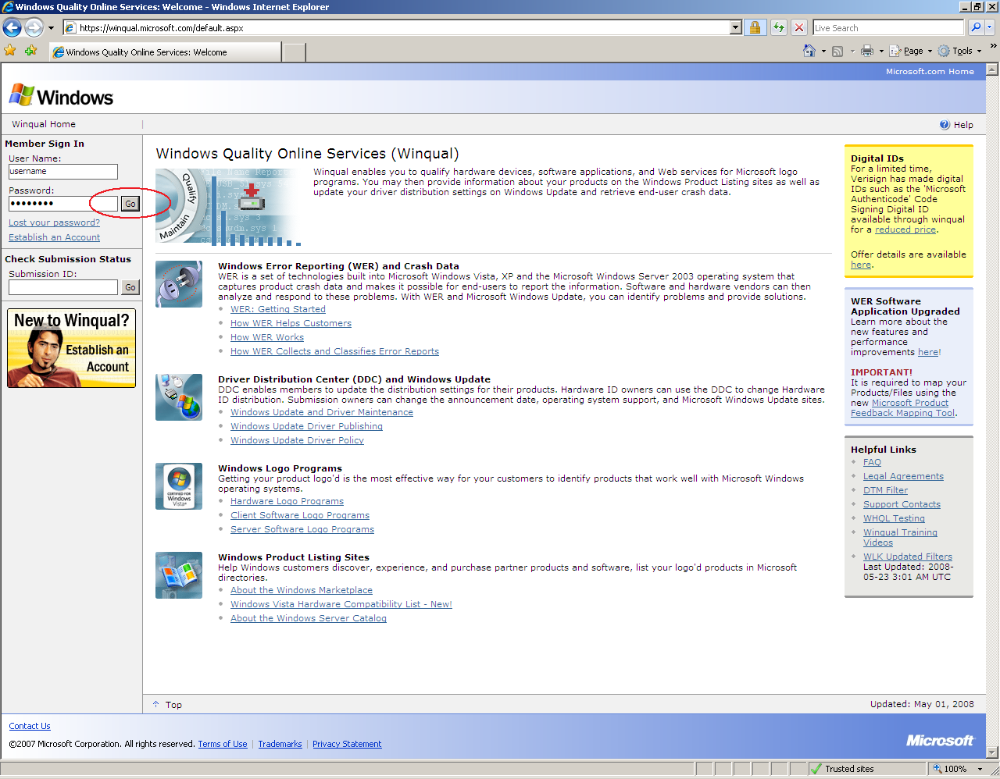 Windows Quality Online Services: Welcome - Windows Internet Explorer
https://winqual.microsoft.com/default.aspx
Live Search
Windows Quality Online Services: Welcome
Page
Tools
Microsoft.com Home
Windows
Winqual Home
Help
Member Sign In
User Name:
username
Password:
Go
Lost your password?
Establish an Account
Check Submission Status
Submission ID:
Go
New to Winqual?
Establish an
Account
Windows Quality Online Services (Winqual)
Qualify
Maintain
Winqual enables you to qualify hardware devices, software applications, and Web services for Microsoft logo
programs. You may then provide information about your products on the Windows Product Listing sites as well as
update your driver distribution settings on Windows Update and retrieve end-user crash data.
Windows Error Reporting (WER) and Crash Data
WER is a set of technologies built into Microsoft Windows Vista, XP and the Microsoft Windows Server 2003 operating system that
captures product crash data and makes it possible for end-users to report the information. Software and hardware vendors can then
analyze and respond to these problems. With WER and Microsoft Windows Update, you can identify problems and provide solutions.
WER: Getting Started
How WER Helps Customers
How WER Works
How WER Collects and Classifies Error Reports
Driver Distribution Center (DDC) and Windows Update
DDC enables members to update the distribution settings for their products. Hardware ID owners can use the DDC to change Hardware
ID distribution. Submission owners can change the announcement date, operating system support, and Microsoft Windows Update sites.
Windows Update and Driver Maintenance
Windows Update Driver Publishing
Windows Update Driver Policy
CERTIFIED FOR
Windows
Vista
Windows Logo Programs
Getting your product logo'd is the most effective way for your customers to identify products that work well with Microsoft Windows
operating systems.
Hardware Logo Programs
Client Software Logo Programs
Server Software Logo Programs
Windows Product Listing Sites
Help Windows customers discover, experience, and purchase partner products and software, list your logo'd products in Microsoft
directories.
About the Windows Marketplace
Windows Vista Hardware Compatibility List - New!
About the Windows Server Catalog
Digital IDs
For a limited time,
Verisign has made digital
IDs such as the 'Microsoft
Authenticode' Code
Signing Digital ID
available through winqual
for a reduced price.
Offer details are available
here.
WER Software
Application Upgraded
Learn more about the
new features and
performance
improvements here!
IMPORTANT!
It is required to map your
Products/Files using the
new Microsoft Product
Feedback Mapping Tool.
Helpful Links
FAQ
Legal Agreements
DTM Filter
Support Contacts
WHQL Testing
Winqual Training
Videos
WLK Updated Filters
Last Updated: 2008-
05-23 3:01 AM UTC
Top
Updated: May 01, 2008
Contact Us
©2007 Microsoft Corporation. All rights reserved. Terms of Use | Trademarks | Privacy Statement
Microsoft
Trusted sites
100%